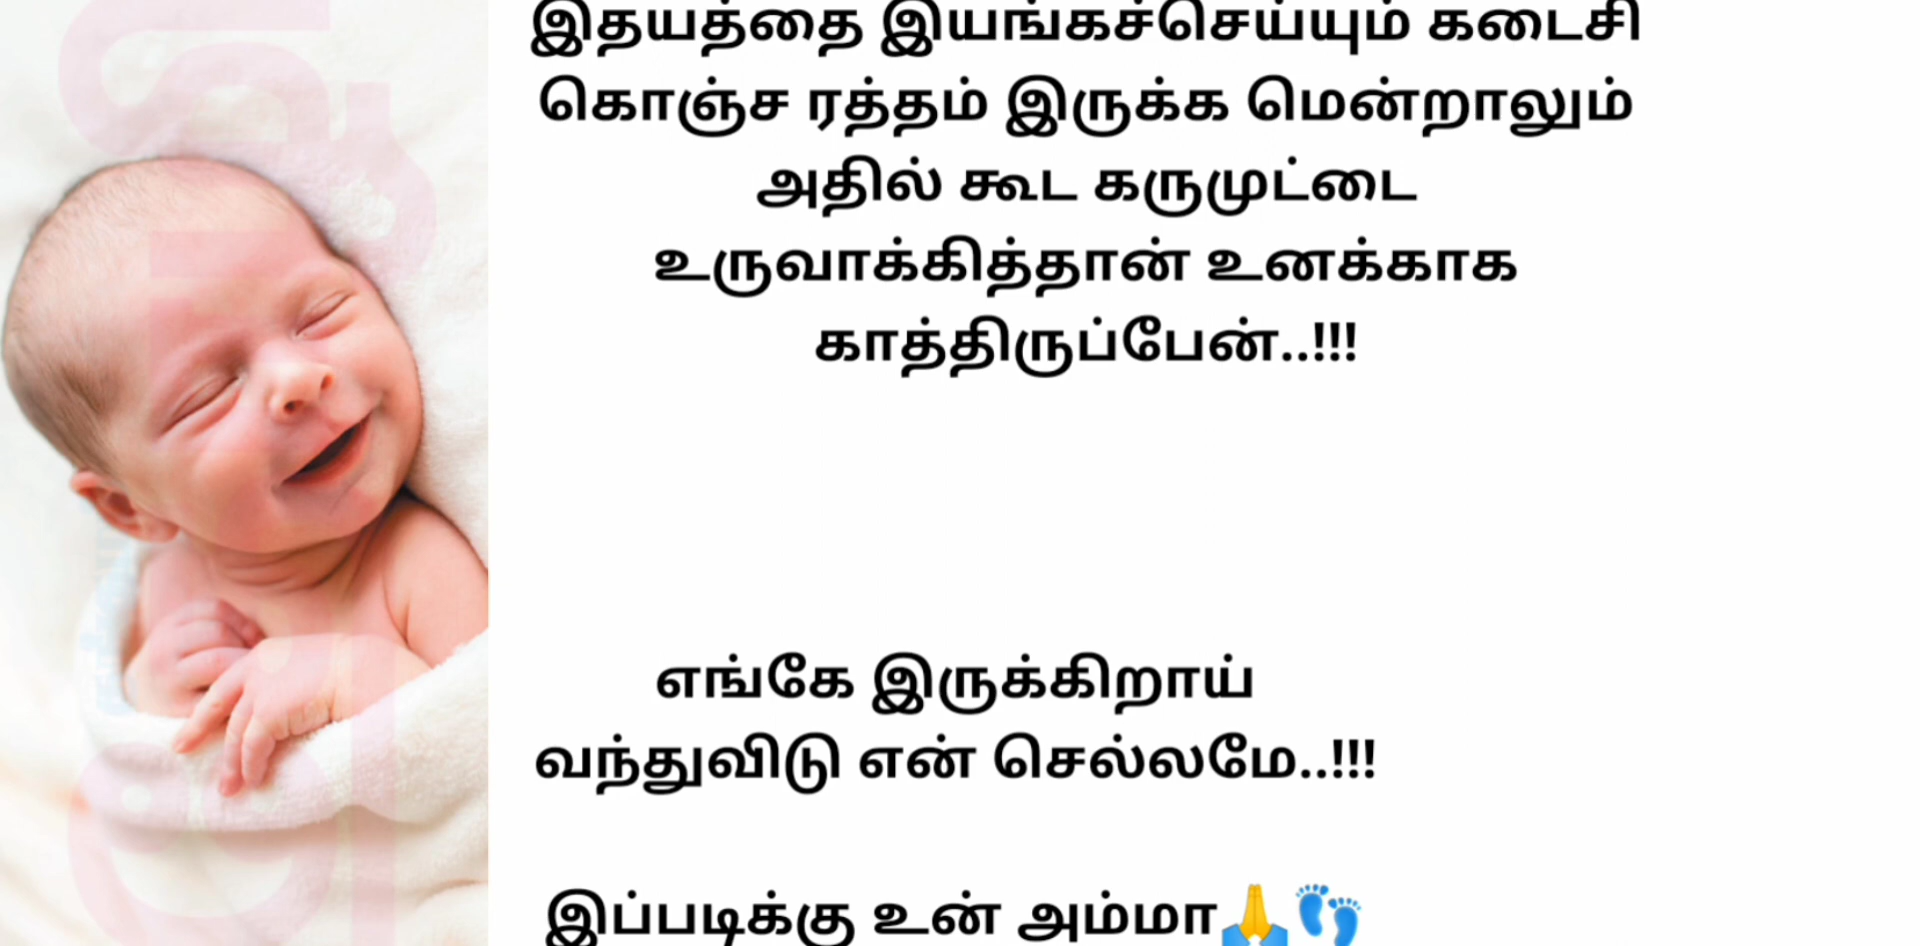 இதயத்தை இயங்கச்செய்யும் கடைசி
கொஞ்ச ரத்தம் இருக்க மென்றாலும்
அதில் கூட கருமுட்டை
உருவாக்கித்தான் உனக்காக
காத்திருப்பேன்..!!!
எங்கே இருக்கிறாய்
வந்துவிடு என் செல்லமே..!!!
இப்படிக்கு உன் அம்மா🙏👣